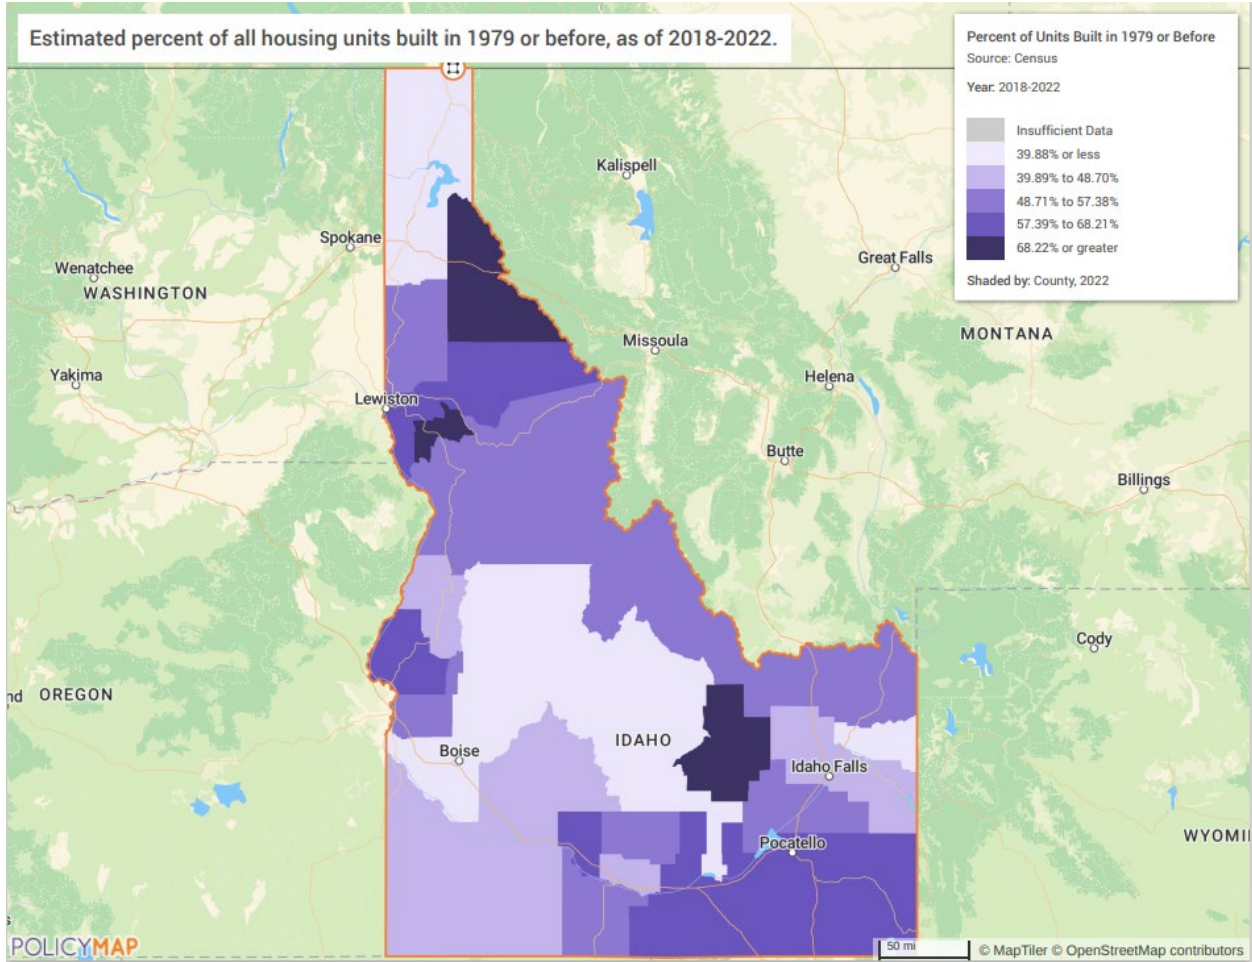 Estimated percent of all housing units built in 1979 or before, as of 2018-2022.
Percent of Units Built in 1979 or Before
Source: Census
Year: 2018-2022
Insufficient Data
39.88% or less
39.89% to 48.70%
48.71% to 57.38%
57.39% to 68.21%
68.22% or greater
Shaded by: County, 2022
Kalispell
Spokane
Great Falls
Wenatchee
WASHINGTON
MONTANA
Missoula
Yakima
Helena
Lewiston
Butte
Billings
Cody
nd OREGON
IDAHO
Boise
Idaho Falls
WYOMI
Pocatello
s
POLICYMAP
50 mi
© MapTiler © OpenStreetMap contributors